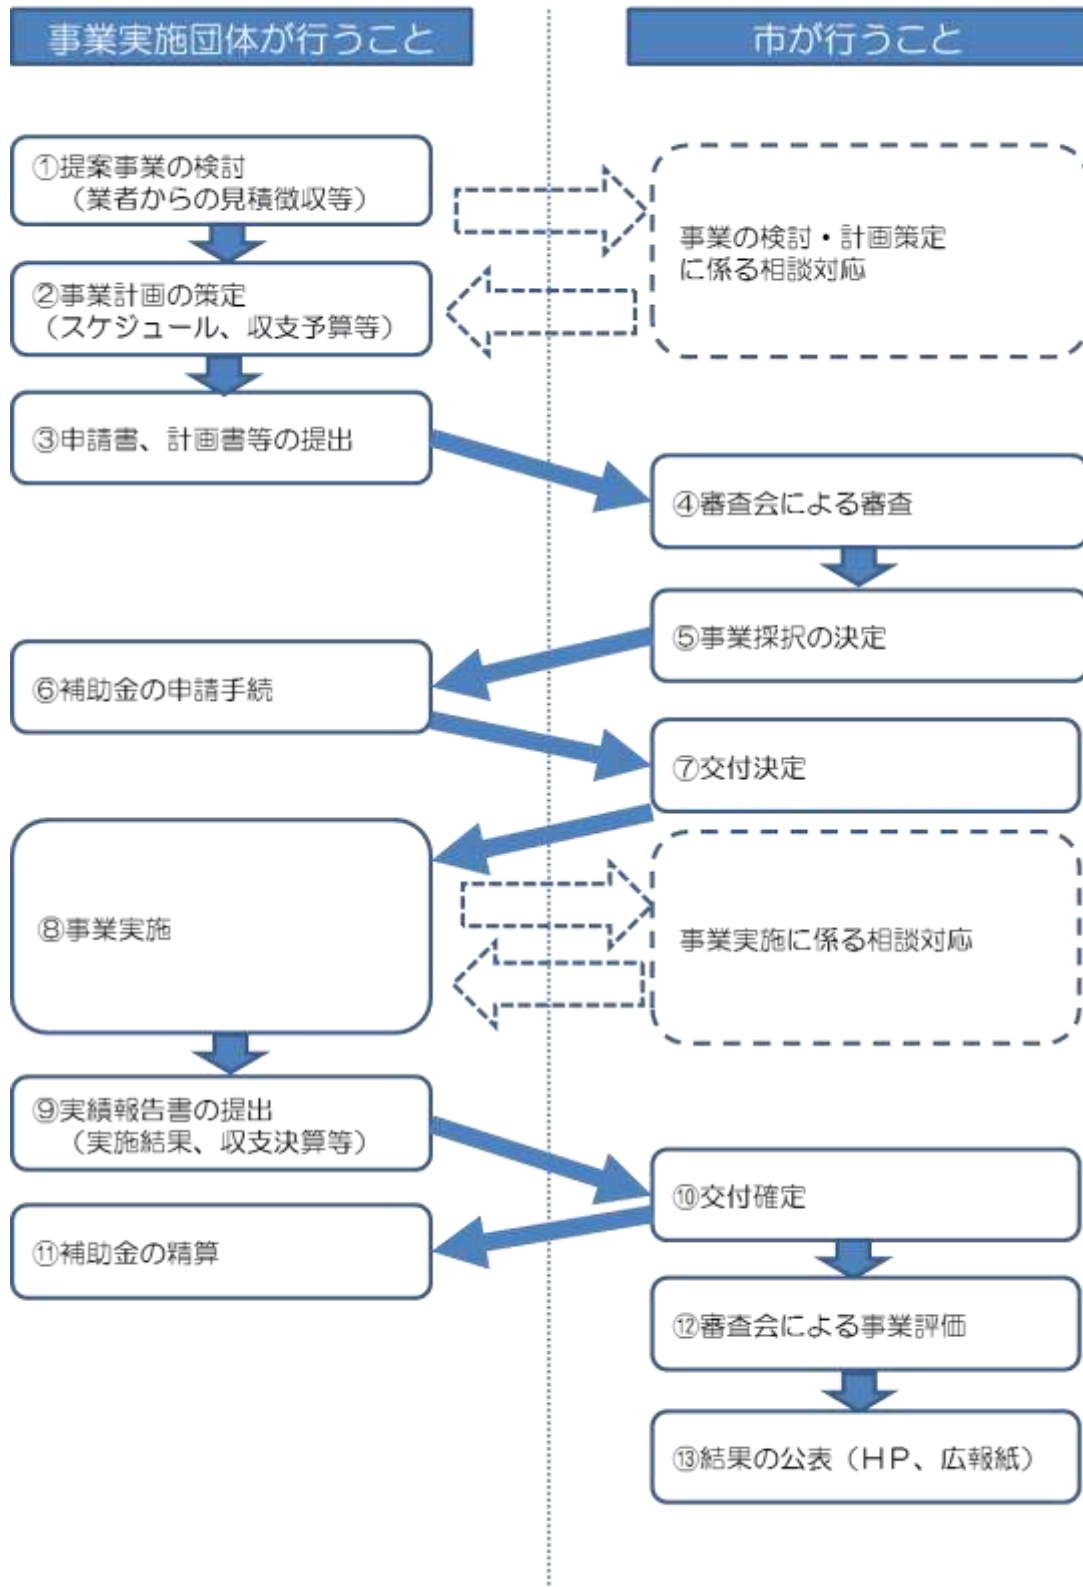 事業実施団体が行うこと
市が行うこと
①提案事業の検討
（業者からの見積徴収等）
事業の検討・計画策定
に係る相談対応
②事業計画の策定
（スケジュール、収支予算等）
③申請書、計画書等の提出
④審査会による審査
⑤事業採択の決定
⑥補助金の申請手続
⑦交付決定
⑧事業実施
事業実施に係る相談対応
⑨実績報告書の提出
（実施結果、収支決算等）
⑩交付確定
⑪補助金の精算
⑫審査会による事業評価
⑬結果の公表（ＨＰ、広報紙）